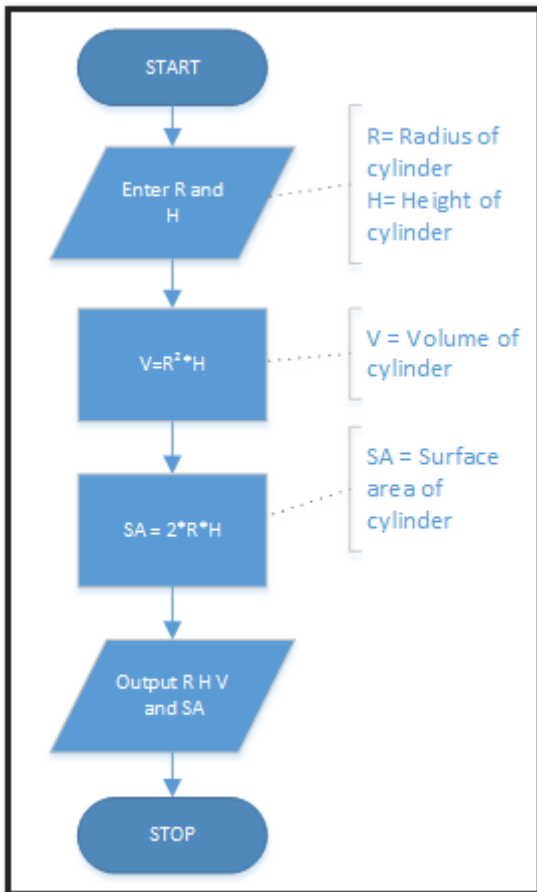 START
Enter R and
H
R= Radius of
cylinder
H= Height of
cylinder
V=R²*H
V = Volume of
cylinder
SA = 2*R*H
SA = Surface
area of
cylinder
Output R H V
and SA
STOP